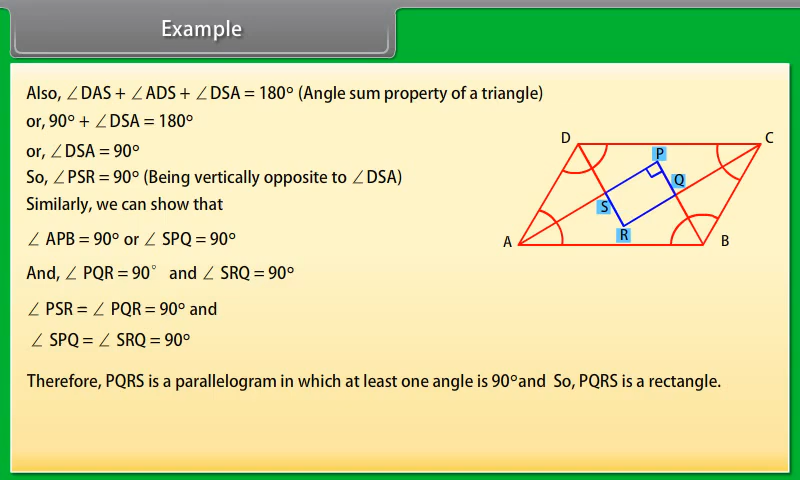 Example
Also, ∠DAS + ∠ADS + ∠DSA = 180° (Angle sum property of a triangle)
or, 90° + ∠DSA = 180°
or, ∠DSA = 90°
So, ∠PSR = 90° (Being vertically opposite to ∠DSA)
Similarly, we can show that
∠ APB = 90° or ∠ SPQ = 90°
And, ∠ PQR = 90° and ∠ SRQ = 90°
∠ PSR = ∠ PQR = 90° and
∠ SPQ = ∠ SRQ = 90°
Therefore, PQRS is a parallelogram in which at least one angle is 90°and So, PQRS is a rectangle.
D
C
P
Q
S
R
A
B